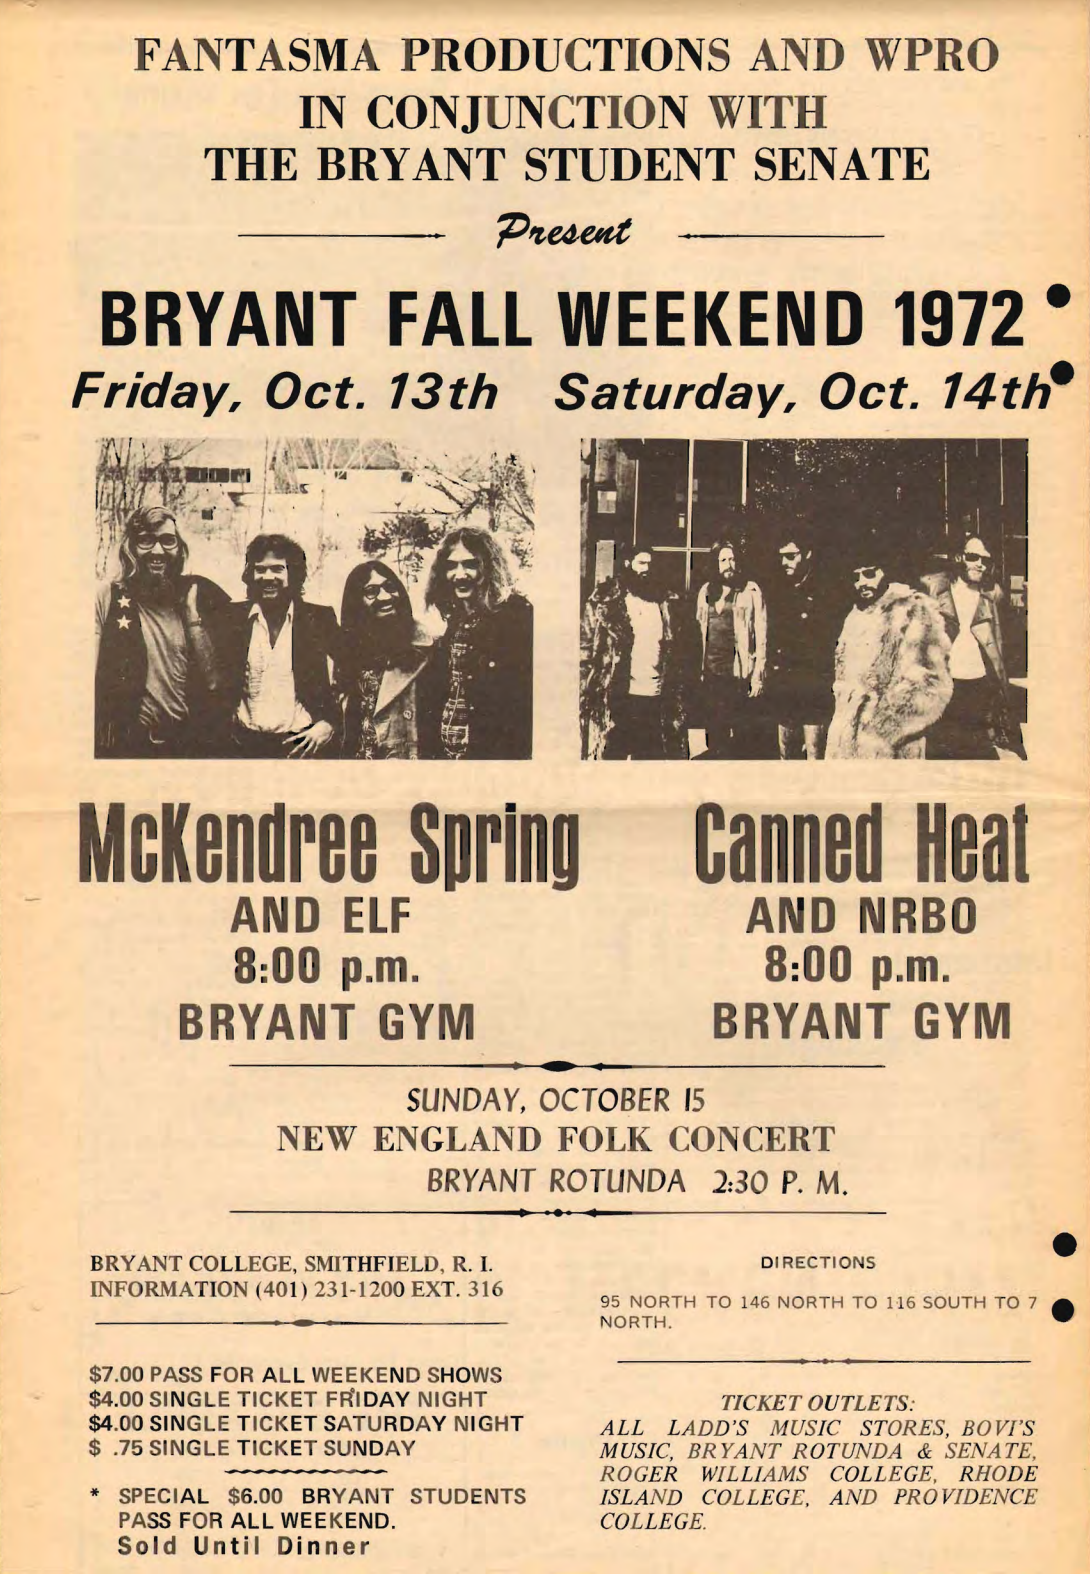 FANTASMA PRODUCTIONS AND WPRO
IN CONJUNCTION WITH
THE BRYANT STUDENT SENATE
Present
BRYANT FALL WEEKEND 1972
Friday, Oct. 13th
Saturday, Oct. 14th
McKendree Spring
AND ELF
8:00 p.m.
BRYANT GYM
Canned Heat
AND NRBO
8:00 p.m.
BRYANT GYM
SUNDAY, OCTOBER 15
NEW ENGLAND FOLK CONCERT
BRYANT ROTUNDA 2:30 P. M.
BRYANT COLLEGE, SMITHFIELD, R. I.
INFORMATION (401) 231-1200 EXT. 316
$7.00 PASS FOR ALL WEEKEND SHOWS
$4.00 SINGLE TICKET FRIDAY NIGHT
$4.00 SINGLE TICKET SATURDAY NIGHT
$ .75 SINGLE TICKET SUNDAY
* SPECIAL $6.00 BRYANT STUDENTS
PASS FOR ALL WEEKEND.
Sold Until Dinner
DIRECTIONS
95 NORTH TO 146 NORTH TO 116 SOUTH TO 7
NORTH.
TICKET OUTLETS:
ALL LADD'S MUSIC STORES, BOVI'S
MUSIC, BRYANT ROTUNDA & SENATE,
ROGER WILLIAMS COLLEGE, RHODE
ISLAND COLLEGE, AND PROVIDENCE
COLLEGE.